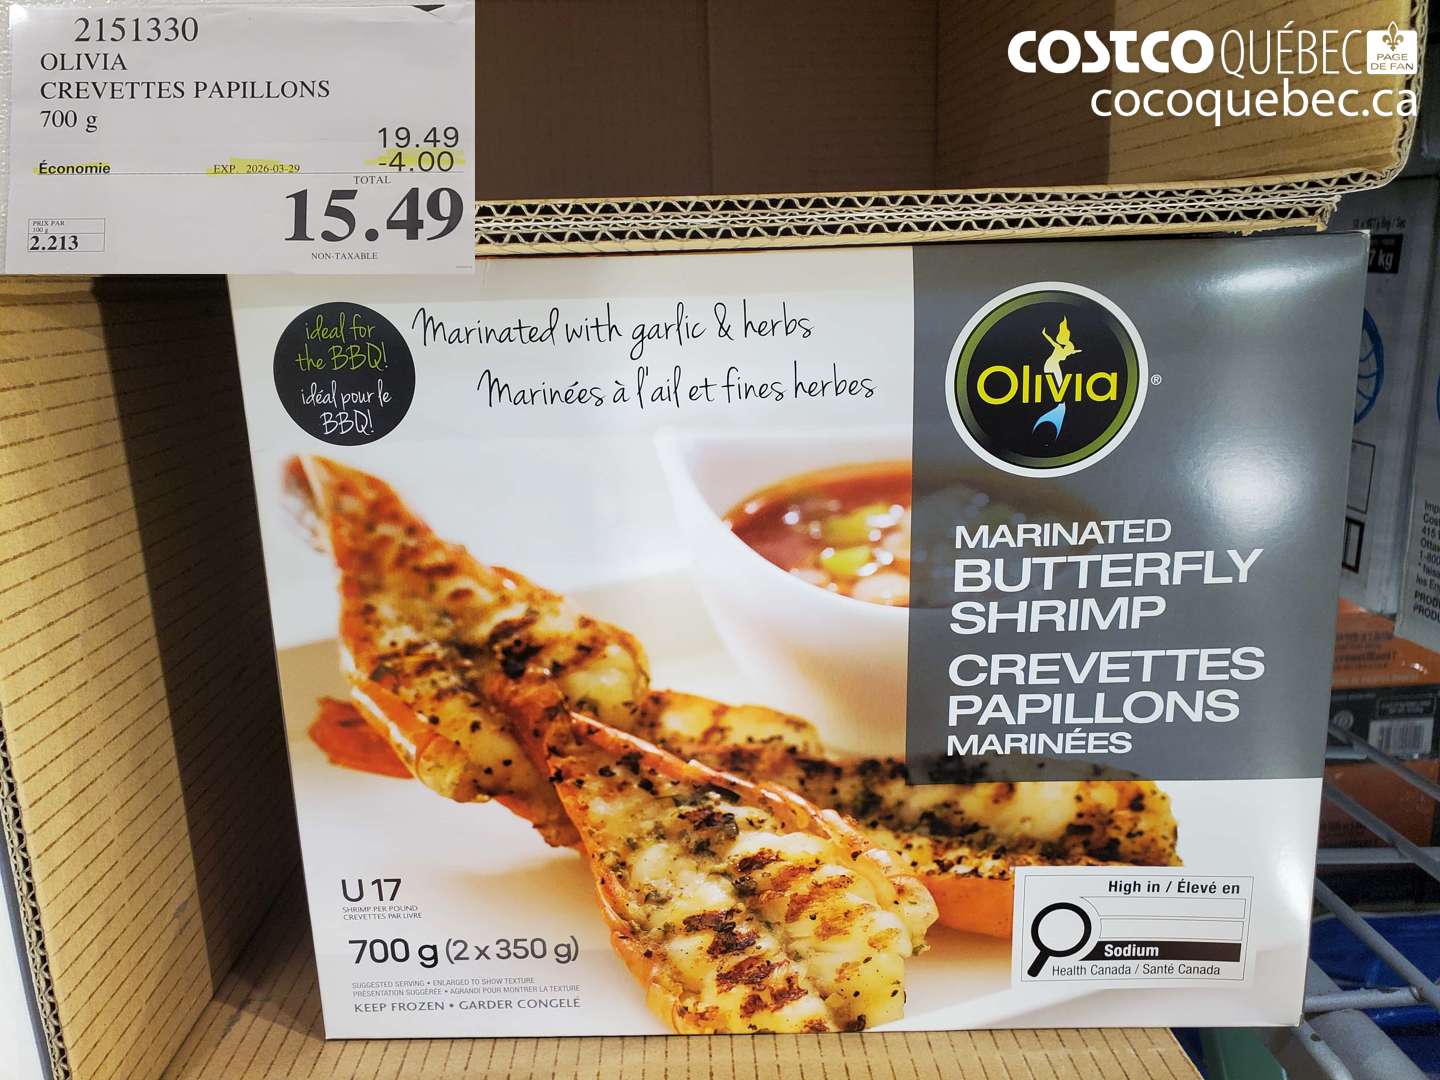 2151330
OLIVIA
CREVETTES PAPILLONS
700 g
19.49
Économie EXP. 2026-03-29 -4.00
TOTAL
15.49
PRIX PAR
100 g
2.213
NON-TAXABLE
COSTCO QUÉBEC
PAGE
DE FAN
cocoquebec.ca
ideal for
the BBQ!
idéal pour le
BBQ!
Marinated with garlic & herbs
Marinées à l'ail et fines herbes
Olivia ®
MARINATED
BUTTERFLY
SHRIMP
CREVETTES
PAPILLONS
MARINÉES
U 17
SHRIMP PER POUND
CREVETTES PAR LIVRE
700 g (2 x 350 g)
SUGGESTED SERVING • ENLARGED TO SHOW TEXTURE
PRÉSENTATION SUGGÉRÉE • AGRANDI POUR MONTRER LA TEXTURE
KEEP FROZEN • GARDER CONGELÉ
High in / Élevé en
Sodium
Health Canada / Santé Canada
7 kg